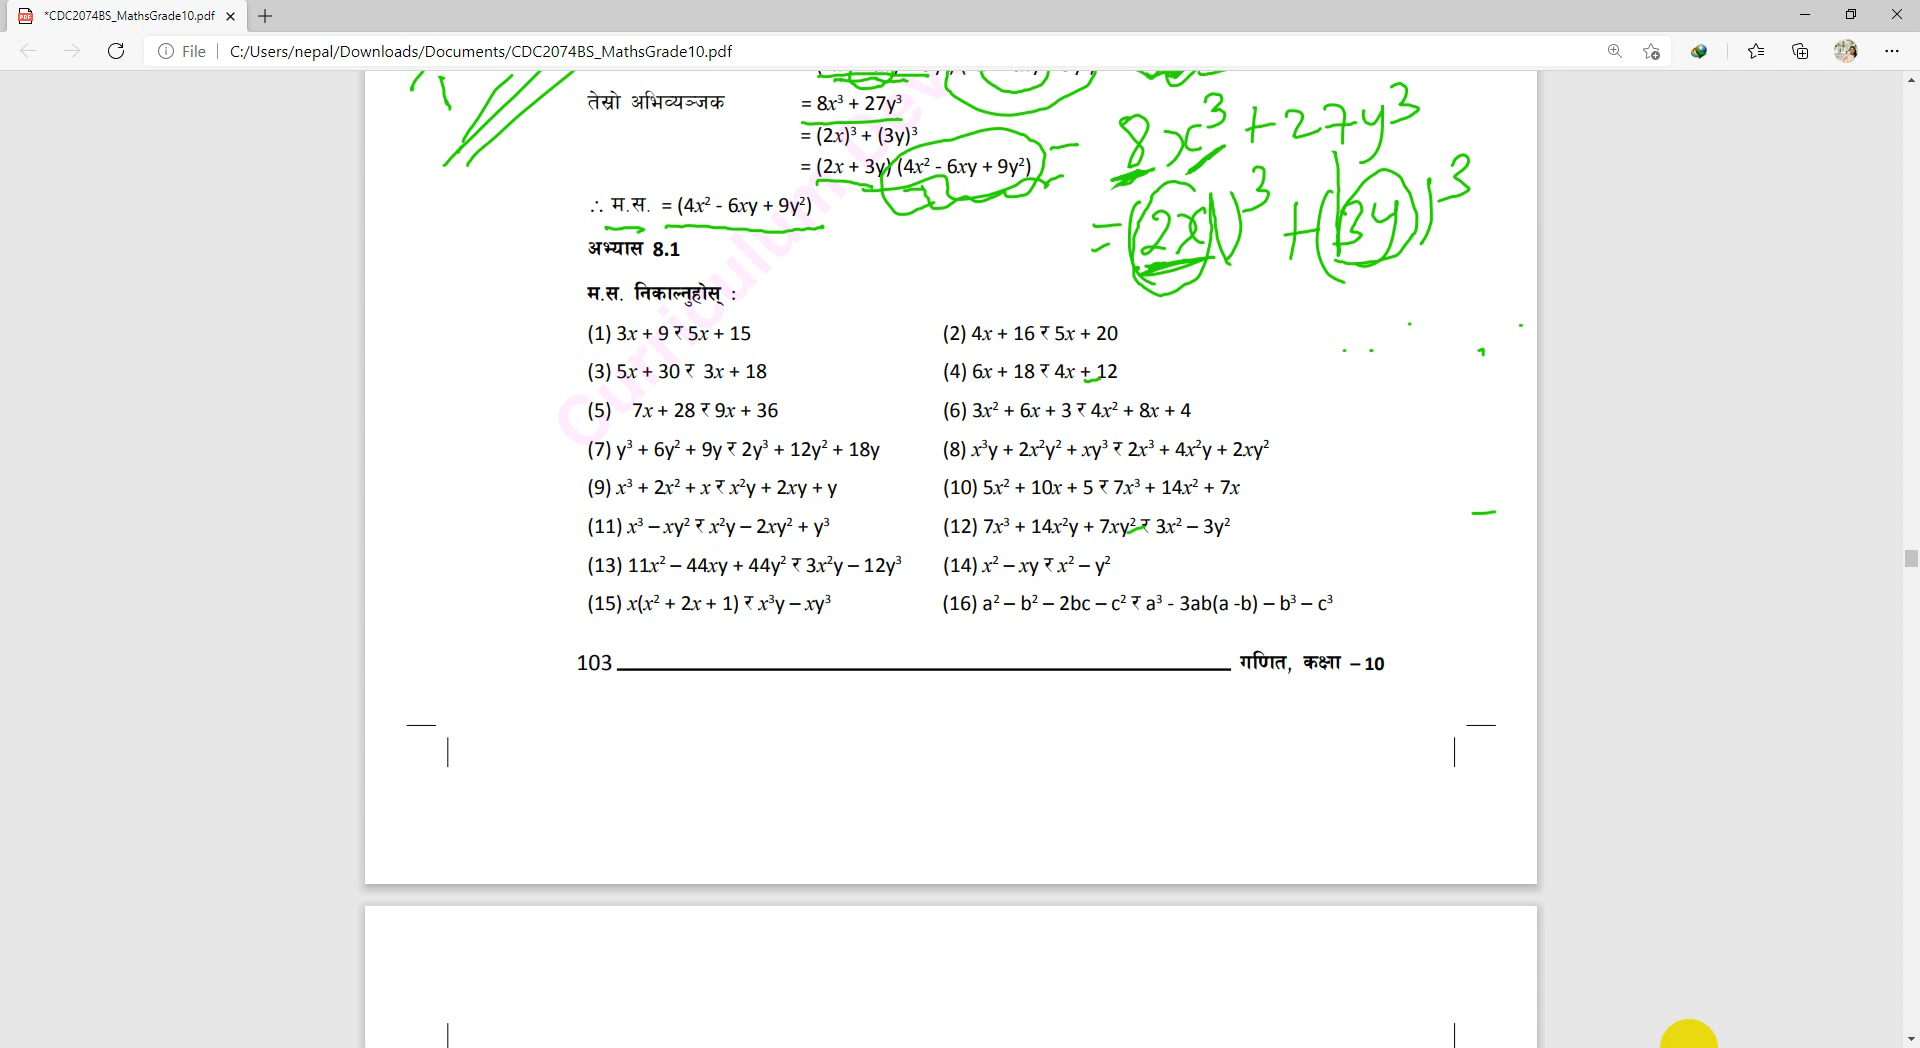 *CDC2074BS_MathsGrade10.pdf
File C:/Users/nepal/Downloads/Documents/CDC2074BS_MathsGrade10.pdf
तेस्रो अभिव्यञ्जक = 8x³ + 27y³
= (2x)³ + (3y)³
= (2x + 3y) (4x² - 6xy + 9y²)
∴ म.स. = (4x² - 6xy + 9y²)
= 8x³ + 27y³
= (2x)³ + (3y)³
अभ्यास 8.1
म.स. निकाल्नुहोस् :
(1) 3x + 9 र 5x + 15 (2) 4x + 16 र 5x + 20
(3) 5x + 30 र 3x + 18 (4) 6x + 18 र 4x + 12
(5) 7x + 28 र 9x + 36 (6) 3x² + 6x + 3 र 4x² + 8x + 4
(7) y³ + 6y² + 9y र 2y³ + 12y² + 18y (8) x³y + 2x²y² + xy³ र 2x³ + 4x²y + 2xy²
(9) x³ + 2x² + x र x²y + 2xy + y (10) 5x² + 10x + 5 र 7x³ + 14x² + 7x
(11) x³ – xy² र x²y – 2xy² + y³ (12) 7x³ + 14x²y + 7xy² र 3x² – 3y²
(13) 11x² – 44xy + 44y² र 3x²y – 12y³ (14) x² – xy र x² – y²
(15) x(x² + 2x + 1) र x³y – xy³ (16) a² – b² – 2bc – c² र a³ - 3ab(a -b) – b³ – c³
103 गणित, कक्षा – 10
Curriculum Dev